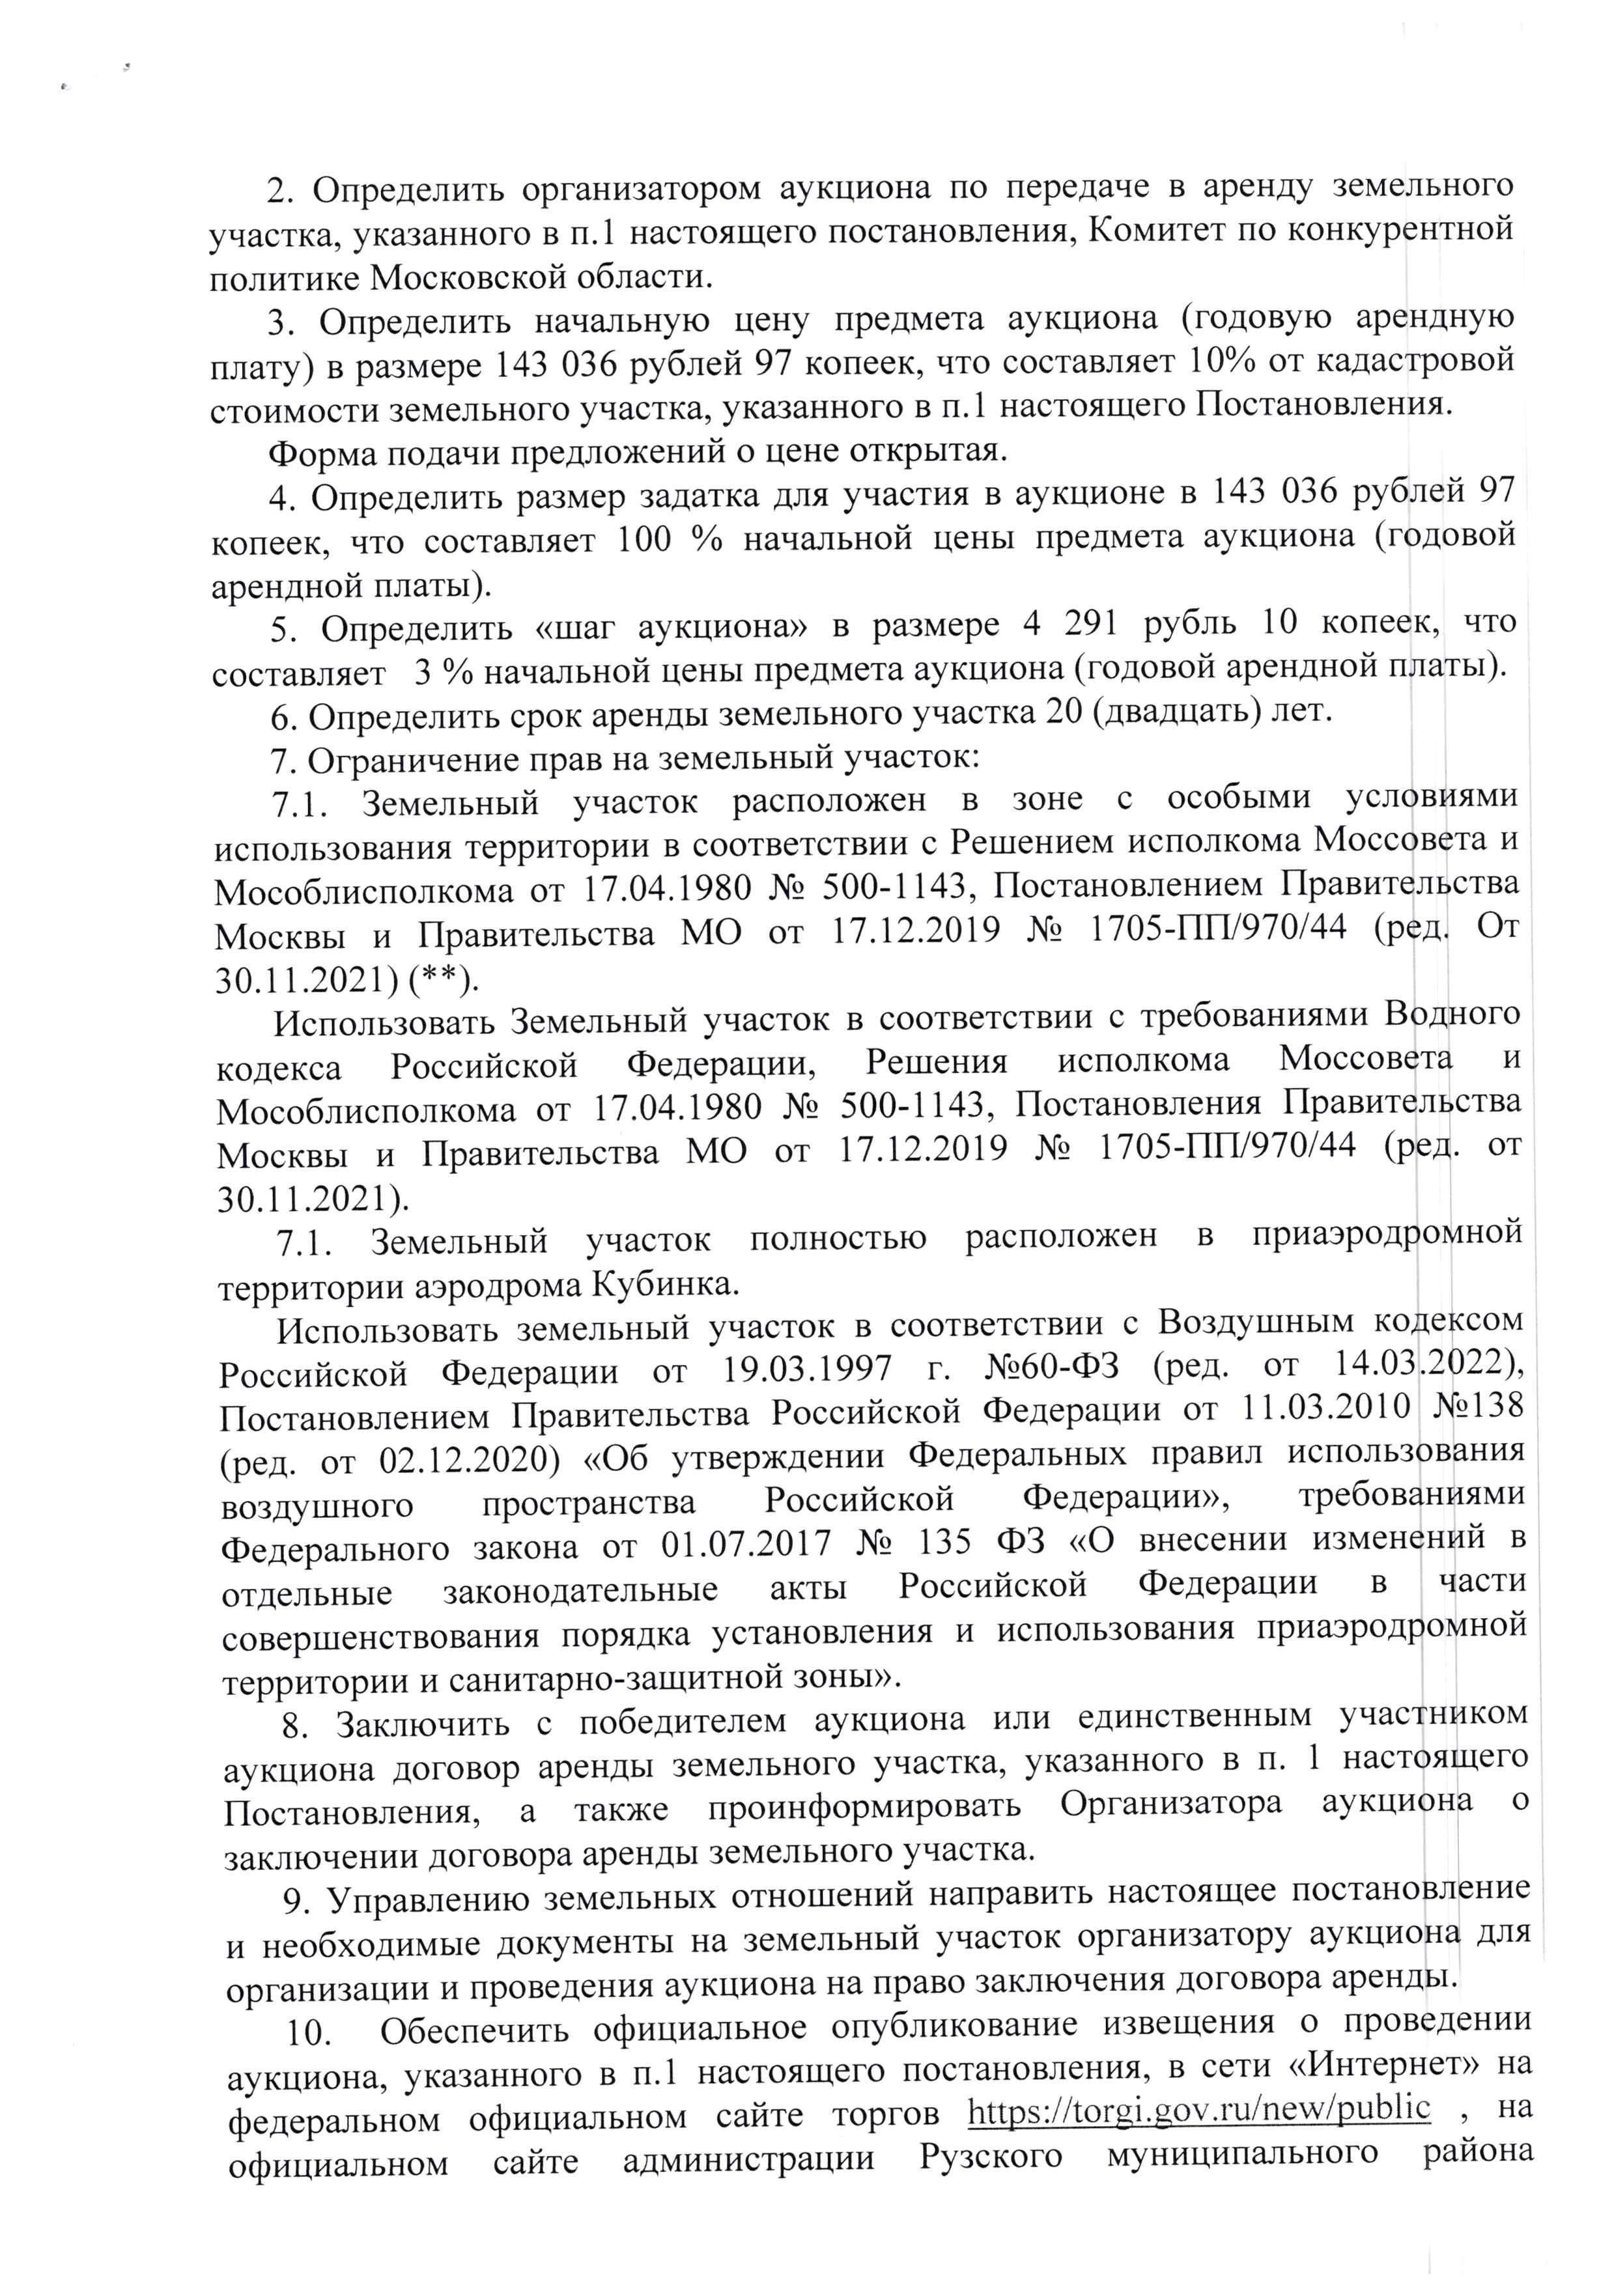 2. Определить организатором аукциона по передаче в аренду земельного
участка, указанного в п.1 настоящего постановления, Комитет по конкурентной
политике Московской области.
3. Определить начальную цену предмета аукциона (годовую арендную
плату) в размере 143 036 рублей 97 копеек, что составляет 10% от кадастровой
стоимости земельного участка, указанного в п.1 настоящего Постановления.
Форма подачи предложений о цене открытая.
4. Определить размер задатка для участия в аукционе в 143 036 рублей 97
копеек, что составляет 100 % начальной цены предмета аукциона (годовой
арендной платы).
5. Определить «шаг аукциона» в размере 4 291 рубль 10 копеек, что
составляет 3 % начальной цены предмета аукциона (годовой арендной платы).
6. Определить срок аренды земельного участка 20 (двадцать) лет.
7. Ограничение прав на земельный участок:
7.1. Земельный участок расположен в зоне с особыми условиями
использования территории в соответствии с Решением исполкома Моссовета и
Мособлисполкома от 17.04.1980 № 500-1143, Постановлением Правительства
Москвы и Правительства МО от 17.12.2019 № 1705-ПП/970/44 (ред. От
30.11.2021) (**).
Использовать Земельный участок в соответствии с требованиями Водного
кодекса Российской Федерации, Решения исполкома Моссовета и
Мособлисполкома от 17.04.1980 № 500-1143, Постановления Правительства
Москвы и Правительства МО от 17.12.2019 № 1705-ПП/970/44 (ред. от
30.11.2021).
7.1. Земельный участок полностью расположен в приаэродромной
территории аэродрома Кубинка.
Использовать земельный участок в соответствии с Воздушным кодексом
Российской Федерации от 19.03.1997 г. №60-ФЗ (ред. от 14.03.2022),
Постановлением Правительства Российской Федерации от 11.03.2010 №138
(ред. от 02.12.2020) «Об утверждении Федеральных правил использования
воздушного пространства Российской Федерации», требованиями
Федерального закона от 01.07.2017 № 135 ФЗ «О внесении изменений в
отдельные законодательные акты Российской Федерации в части
совершенствования порядка установления и использования приаэродромной
территории и санитарно-защитной зоны».
8. Заключить с победителем аукциона или единственным участником
аукциона договор аренды земельного участка, указанного в п. 1 настоящего
Постановления, а также проинформировать Организатора аукциона о
заключении договора аренды земельного участка.
9. Управлению земельных отношений направить настоящее постановление
и необходимые документы на земельный участок организатору аукциона для
организации и проведения аукциона на право заключения договора аренды.
10. Обеспечить официальное опубликование извещения о проведении
аукциона, указанного в п.1 настоящего постановления, в сети «Интернет» на
федеральном официальном сайте торгов https://torgi.gov.ru/new/public , на
официальном сайте администрации Рузского муниципального района